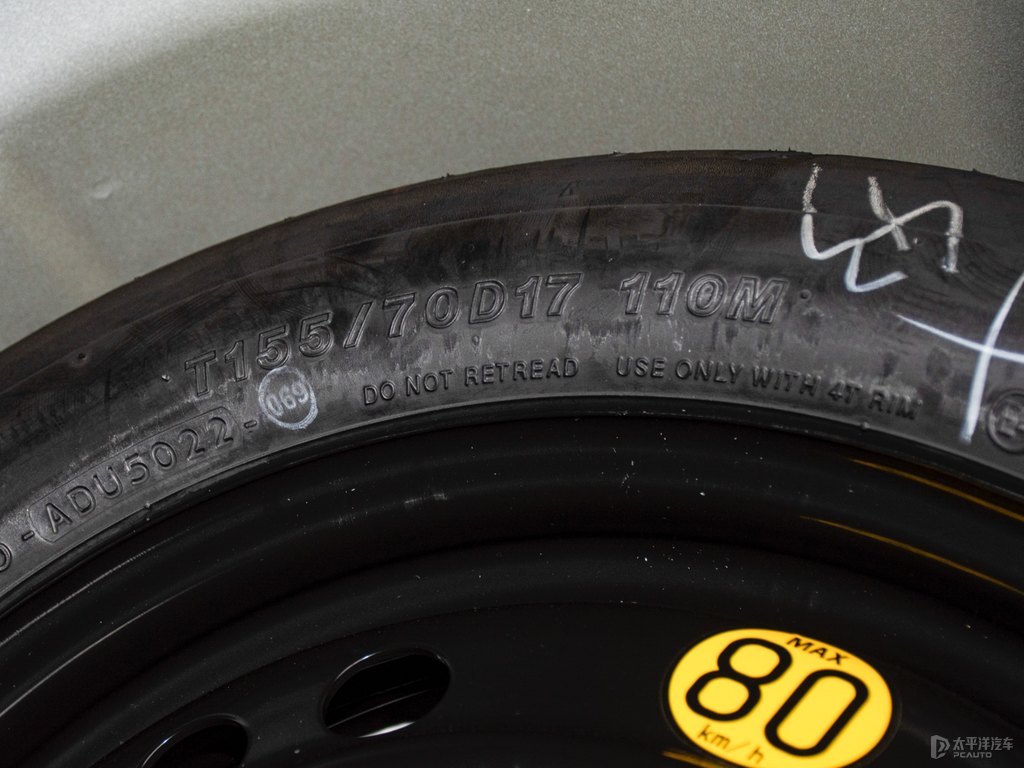 T155/70D17 110M
DO NOT RETREAD USE ONLY WITH 4T RIM
ADU5022-
069
MAX
80
km/h
太平洋汽车
PCAUTO